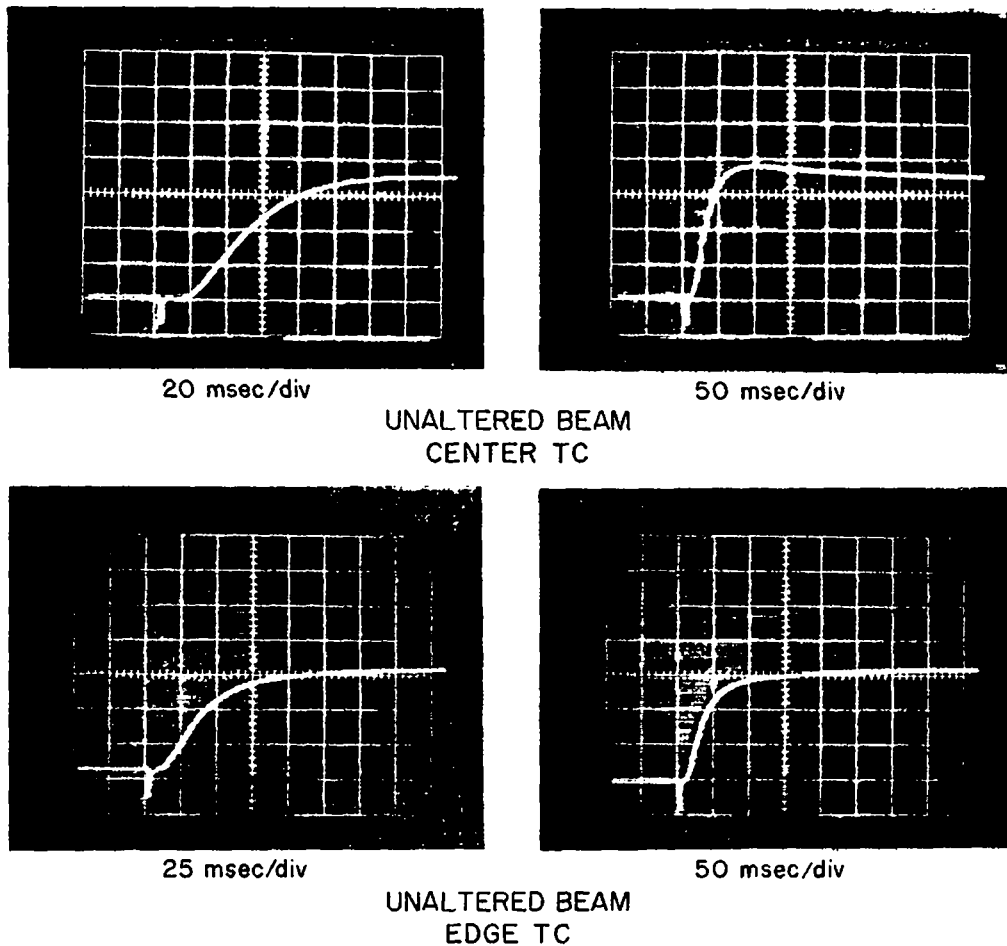 20 msec/div
50 msec/div
UNALTERED BEAM
CENTER TC
25 msec/div
50 msec/div
UNALTERED BEAM
EDGE TC